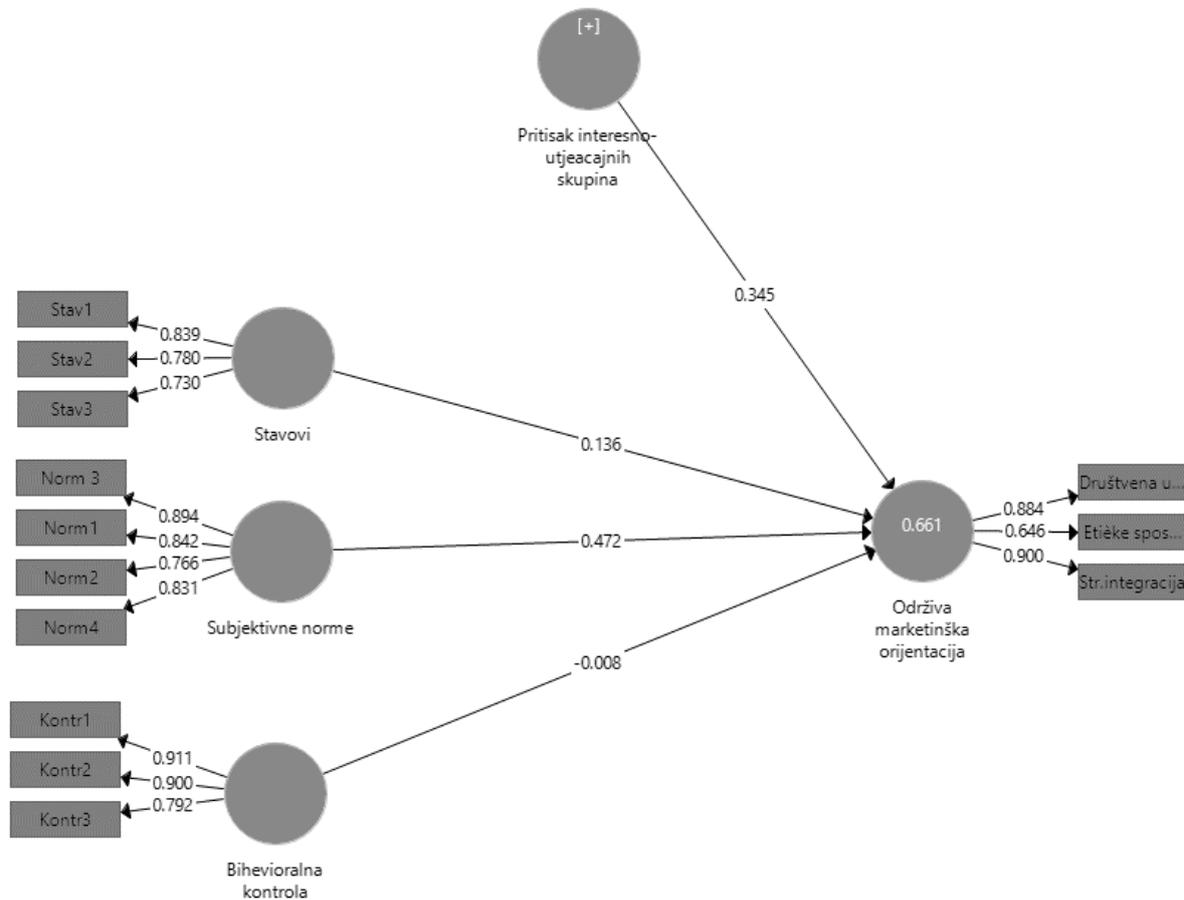 [+]
Pritisak interesno-
utjeacajnih
skupina
0.345
Stav1
0.839
Stav2
0.780
Stav3
0.730
Stavovi
0.136
Norm 3
0.894
Norm1
0.842
Norm2
0.766
Norm4
0.831
Subjektivne norme
0.472
Kontr1
0.911
Kontr2
0.900
Kontr3
0.792
Bihevioralna
kontrola
-0.008
0.661
Održiva
marketinška
orijentacija
0.884
Društvena u...
0.646
Etièke spos...
0.900
Str.integracija